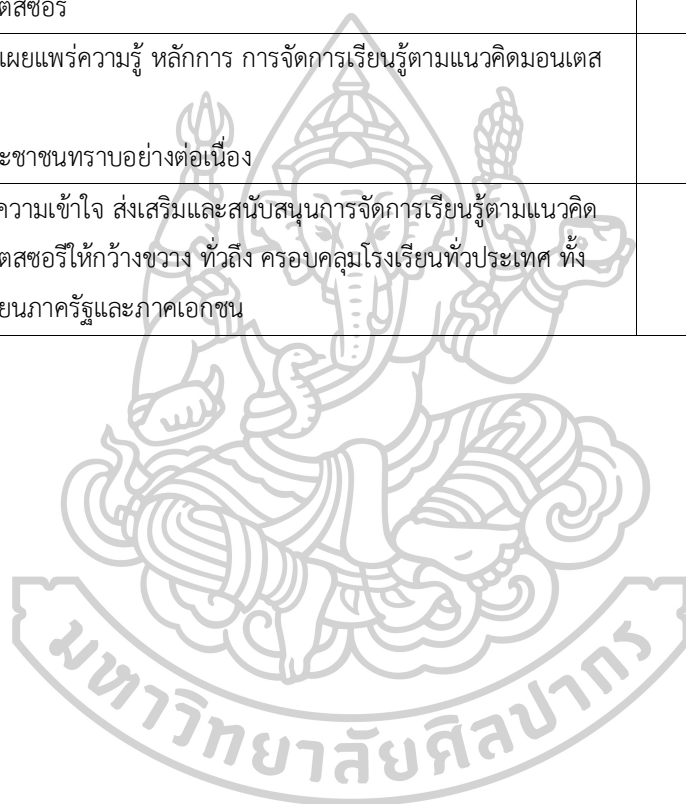 ตสซอรี
เผยแพร่ความรู้ หลักการ การจัดการเรียนรู้ตามแนวคิดมอนเตส
ะชาชนทราบอย่างต่อเนื่อง
ความเข้าใจ ส่งเสริมและสนับสนุนการจัดการเรียนรู้ตามแนวคิด
ตสซอรีให้กว้างขวาง ทั่วถึง ครอบคลุมโรงเรียนทั่วประเทศ ทั้ง
ยนภาครัฐและภาคเอกชน
มหาวิทยาลัยศิลปากร